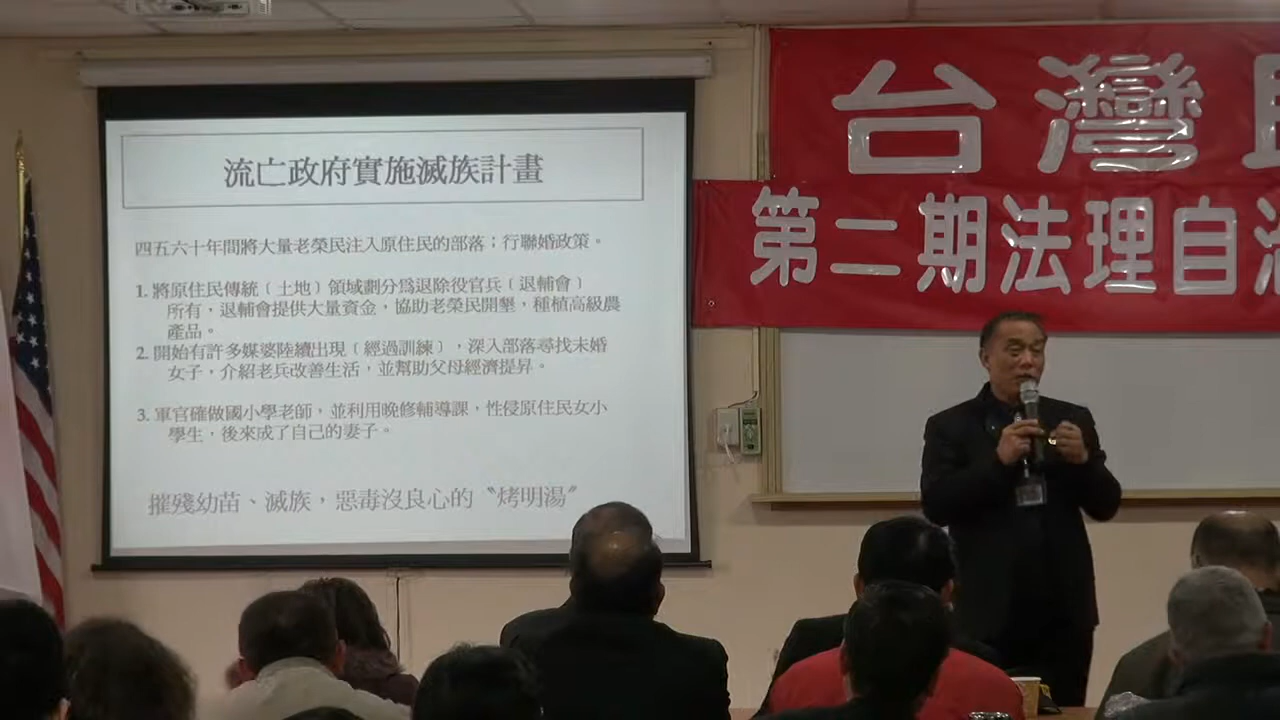 流亡政府實施滅族計畫
四五六十年間將大量老榮民注入原住民的部落；行聯婚政策。
1. 將原住民傳統﹝土地﹞領域劃分為退除役官兵﹝退輔會﹞
所有，退輔會提供大量資金，協助老榮民開墾，種植高級農
產品。
2. 開始有許多媒婆陸續出現﹝經過訓練﹞，深入部落尋找未婚
女子，介紹老兵改善生活，並幫助父母經濟提昇。
3. 軍官確做國小學老師，並利用晚修輔導課，性侵原住民女小
學生，後來成了自己的妻子。
摧殘幼苗、滅族，惡毒沒良心的〝烤明湯〞
台灣
第二期法理自